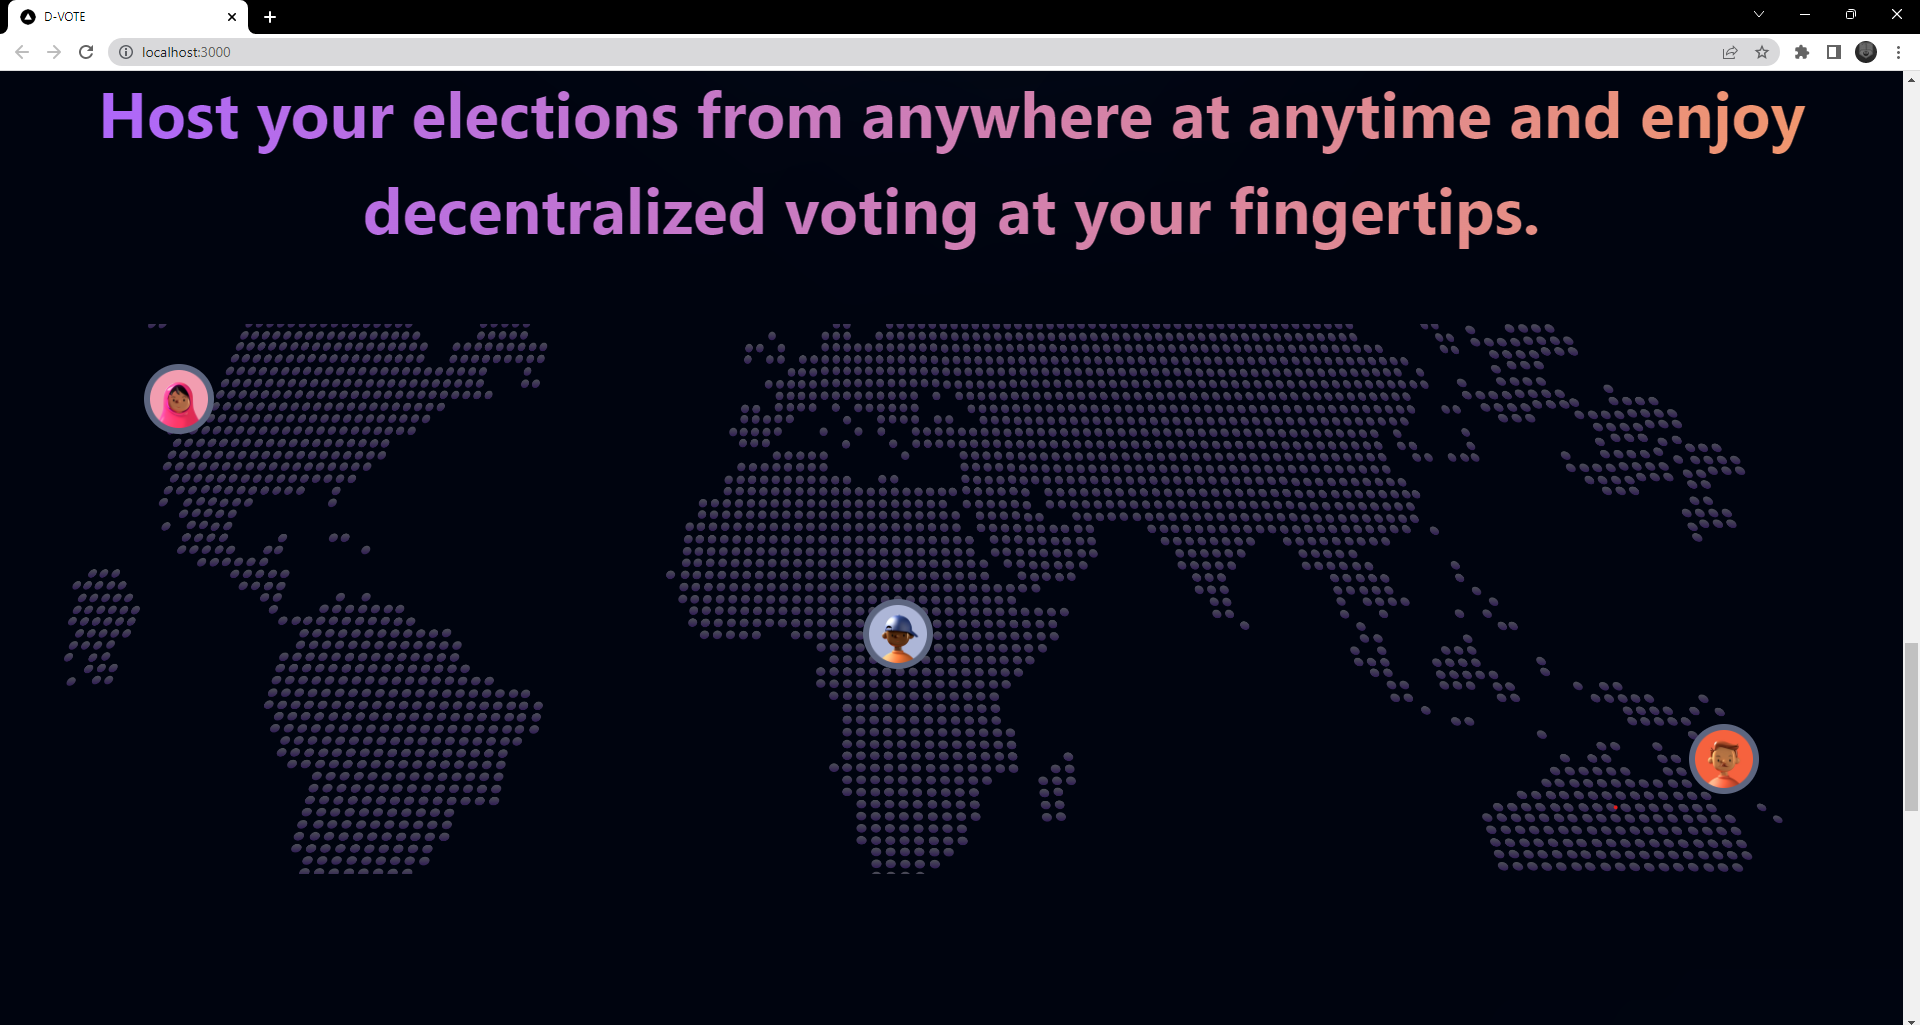 D-VOTE
localhost:3000
Host your elections from anywhere at anytime and enjoy
decentralized voting at your fingertips.